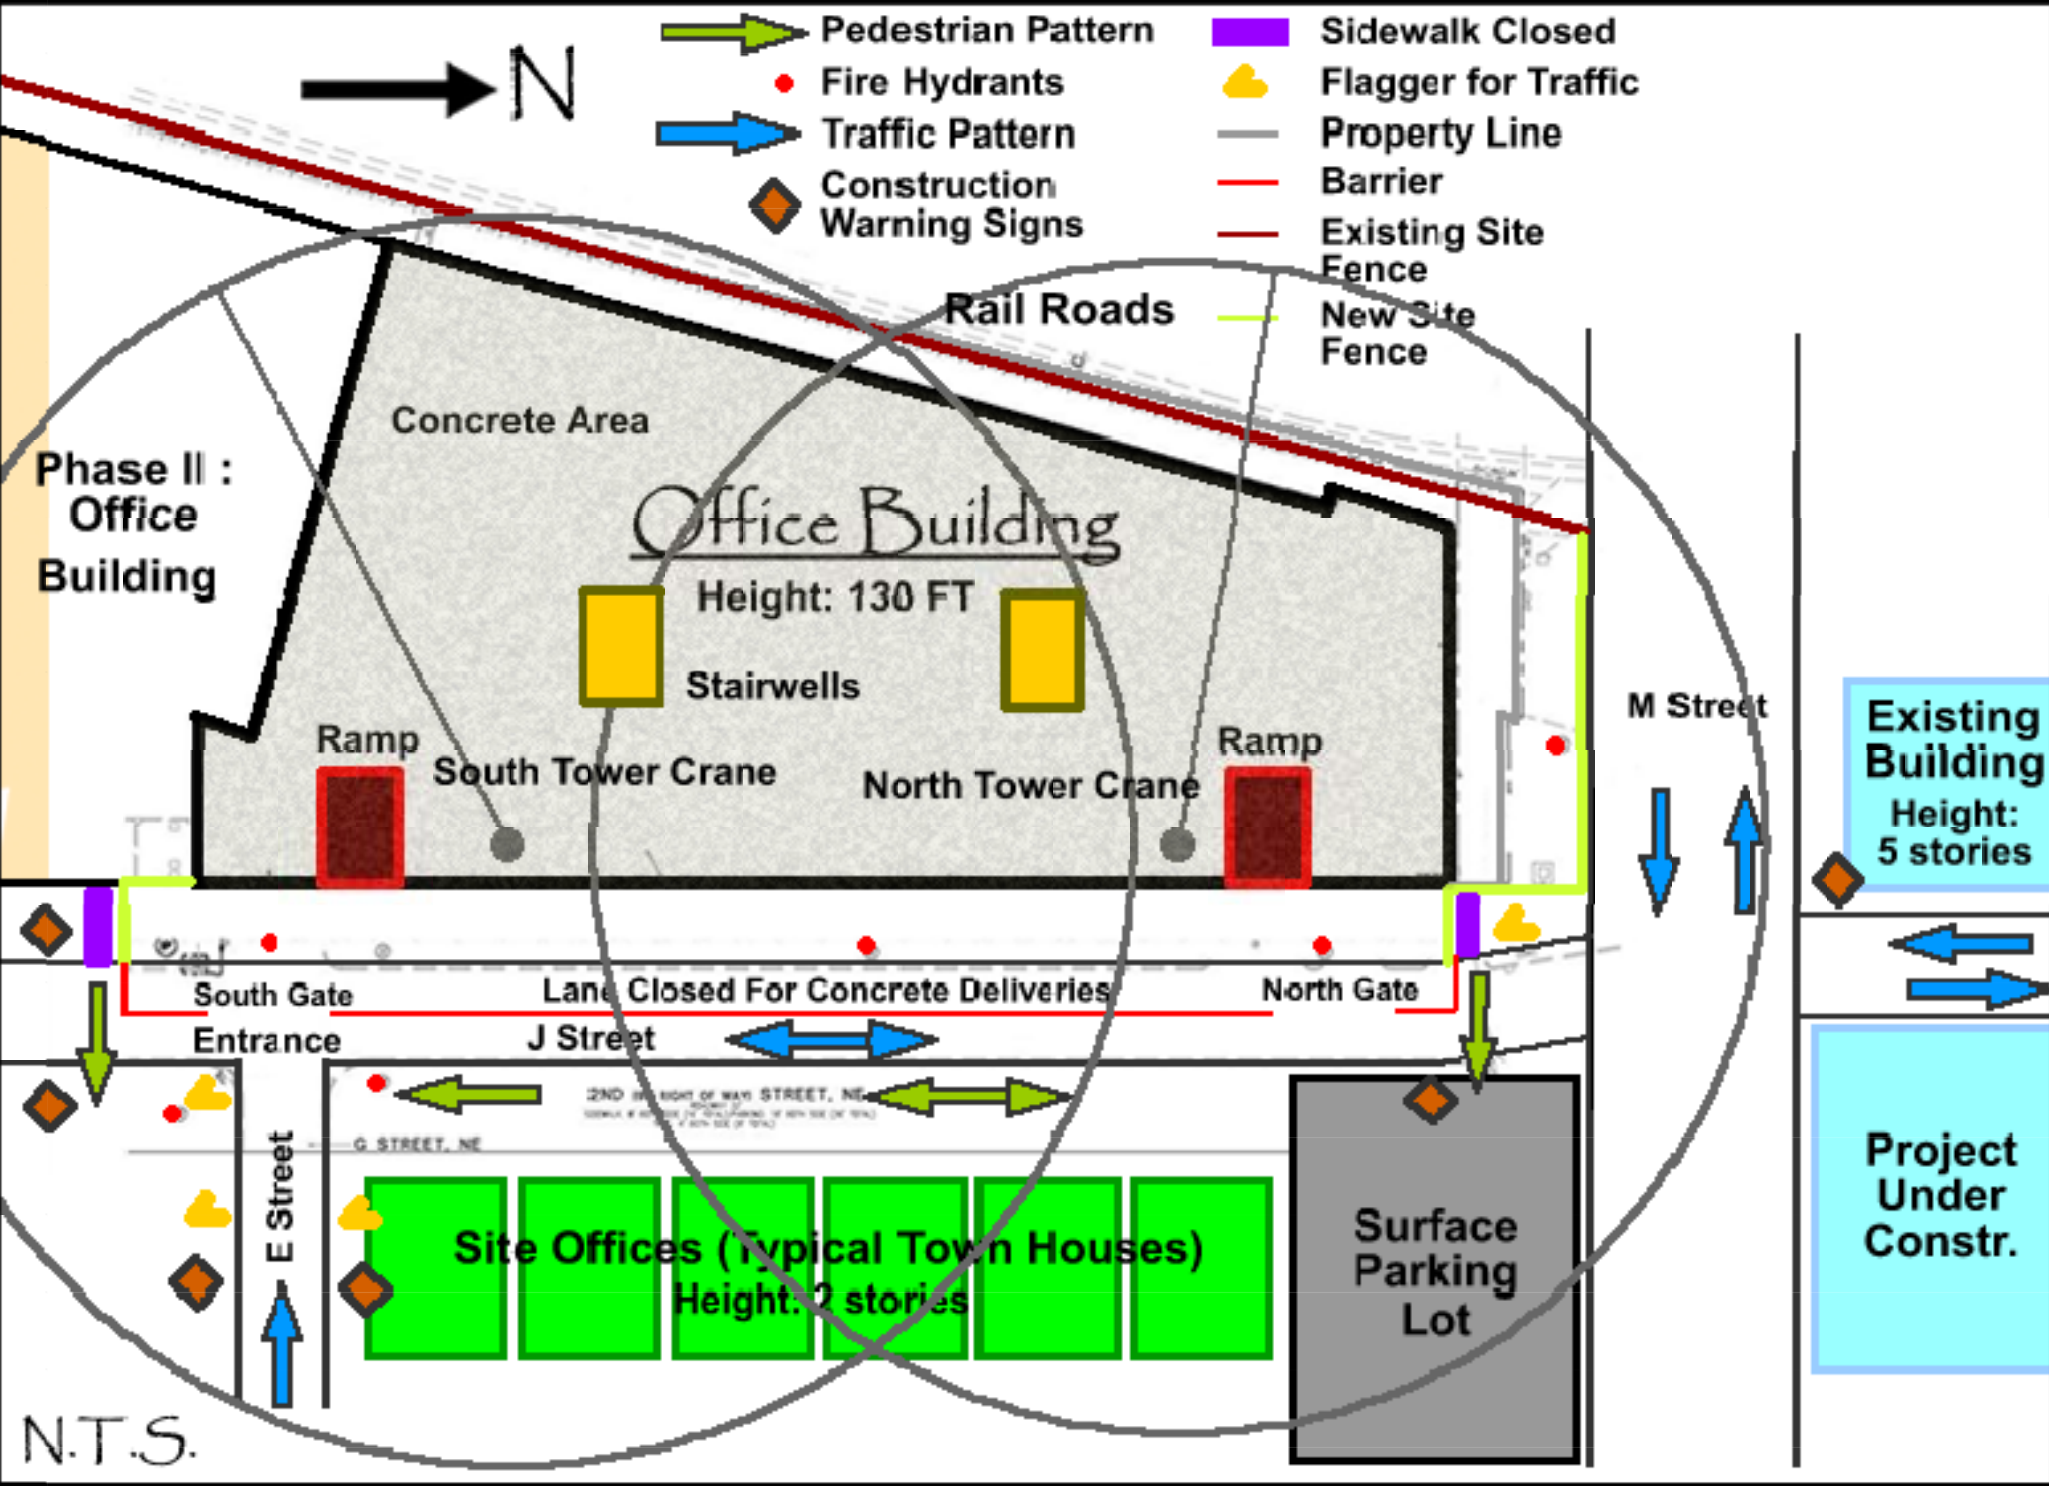 Pedestrian Pattern
Fire Hydrants
Traffic Pattern
Construction
Warning Signs
Sidewalk Closed
Flagger for Traffic
Property Line
Barrier
Existing Site
Fence
New Site
Fence
N
Rail Roads
Concrete Area
Phase II :
Office
Building
Office Building
Height: 130 FT
Stairwells
Ramp
South Tower Crane
North Tower Crane
Ramp
M Street
Existing
Building
Height:
5 stories
South Gate
Lane Closed For Concrete Deliveries
North Gate
Entrance
J Street
2ND STREET, NE
G STREET, NE
E Street
Site Offices (Typical Town Houses)
Height: 2 stories
Surface
Parking
Lot
Project
Under
Constr.
N.T.S.